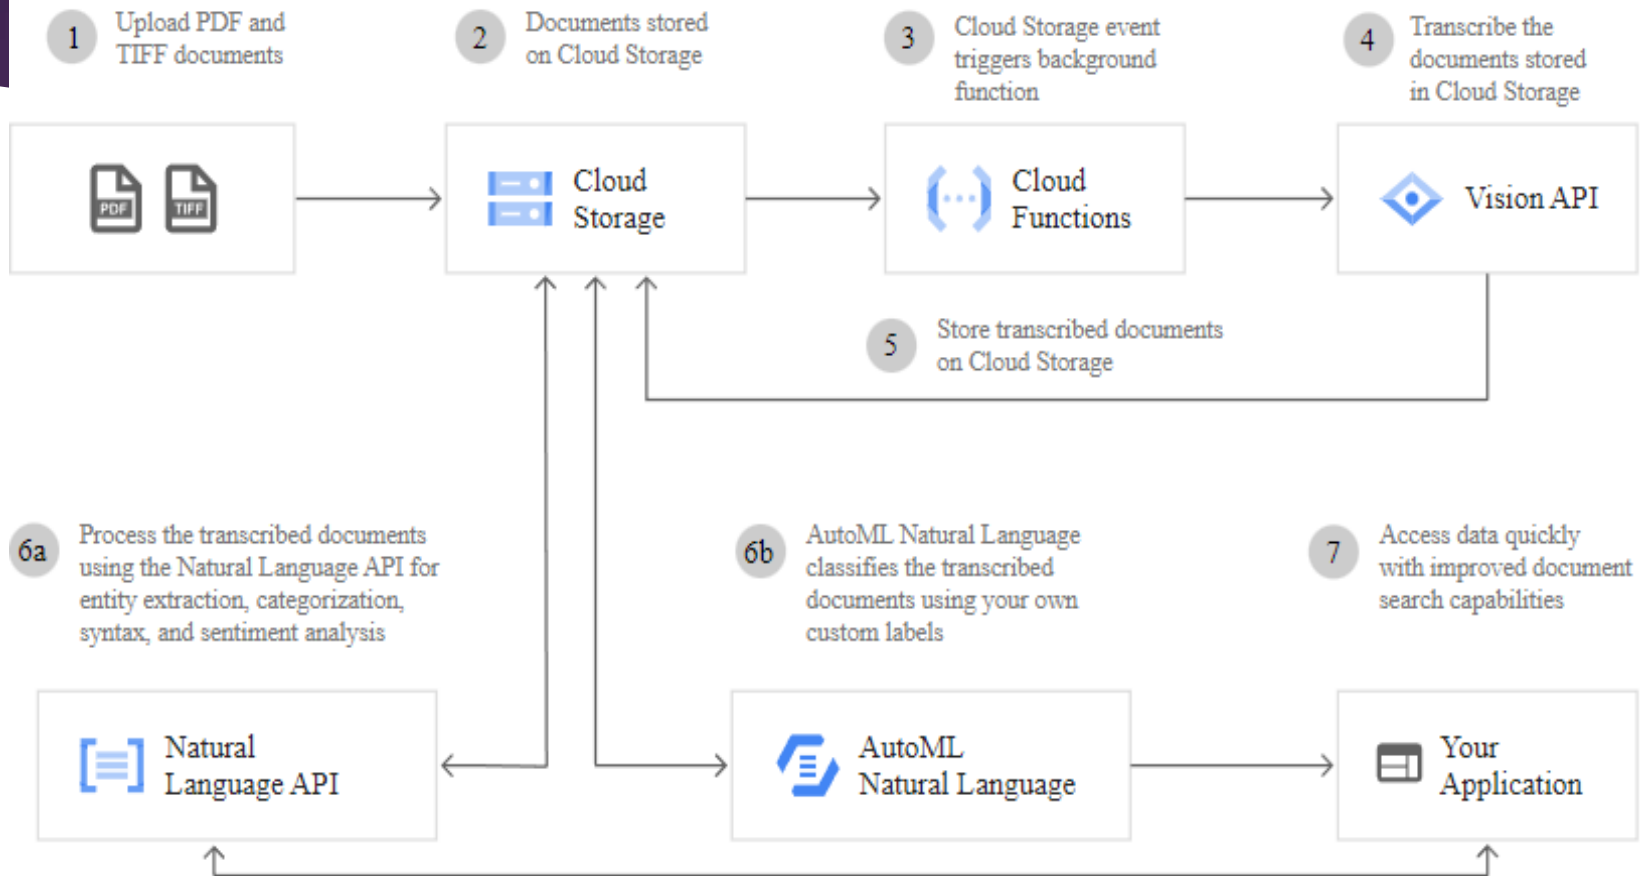 1
Upload PDF and
TIFF documents
2
Documents stored
on Cloud Storage
3
Cloud Storage event
triggers background
function
4
Transcribe the
documents stored
in Cloud Storage
PDF
TIFF
Cloud
Storage
Cloud
Functions
Vision API
5
Store transcribed documents
on Cloud Storage
6a
Process the transcribed documents
using the Natural Language API for
entity extraction, categorization,
syntax, and sentiment analysis
6b
AutoML Natural Language
classifies the transcribed
documents using your own
custom labels
7
Access data quickly
with improved document
search capabilities
Natural
Language API
AutoML
Natural Language
Your
Application